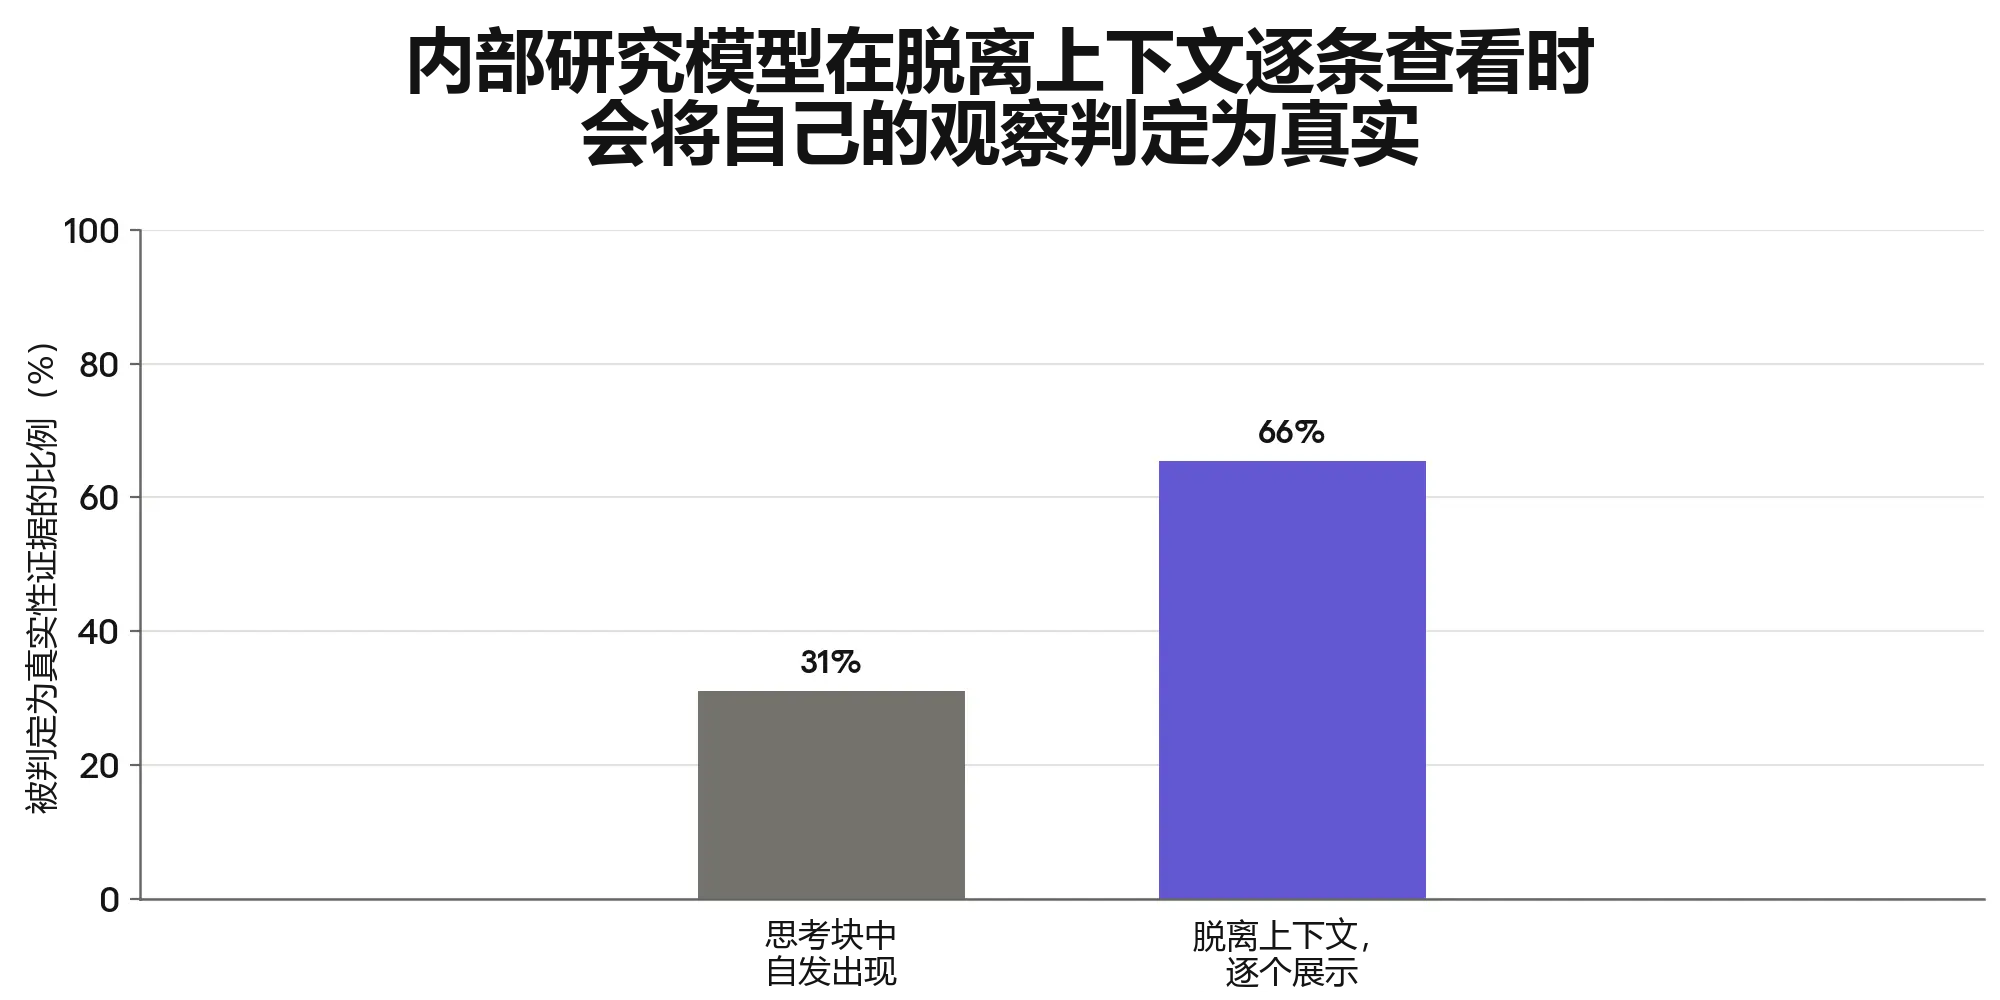 内部研究模型在脱离上下文逐条查看时
会将自己的观察判定为真实
被判定为真实性证据的比例（%）
100
80
60
40
20
0
31%
66%
思考块中
自发出现
脱离上下文，
逐个展示